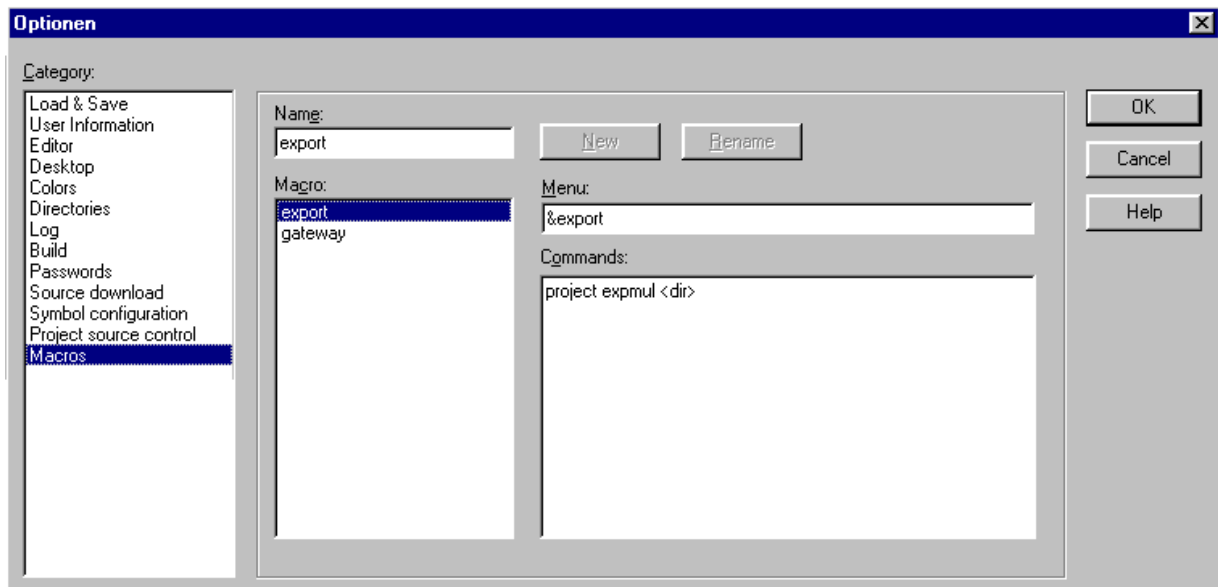 Optionen
Category:
Load & Save
User Information
Editor
Desktop
Colors
Directories
Log
Build
Passwords
Source download
Symbol configuration
Project source control
Macros
Name:
export
New
Rename
Macro:
export
gateway
Menu:
&export
Commands:
project expmul <dir>
OK
Cancel
Help